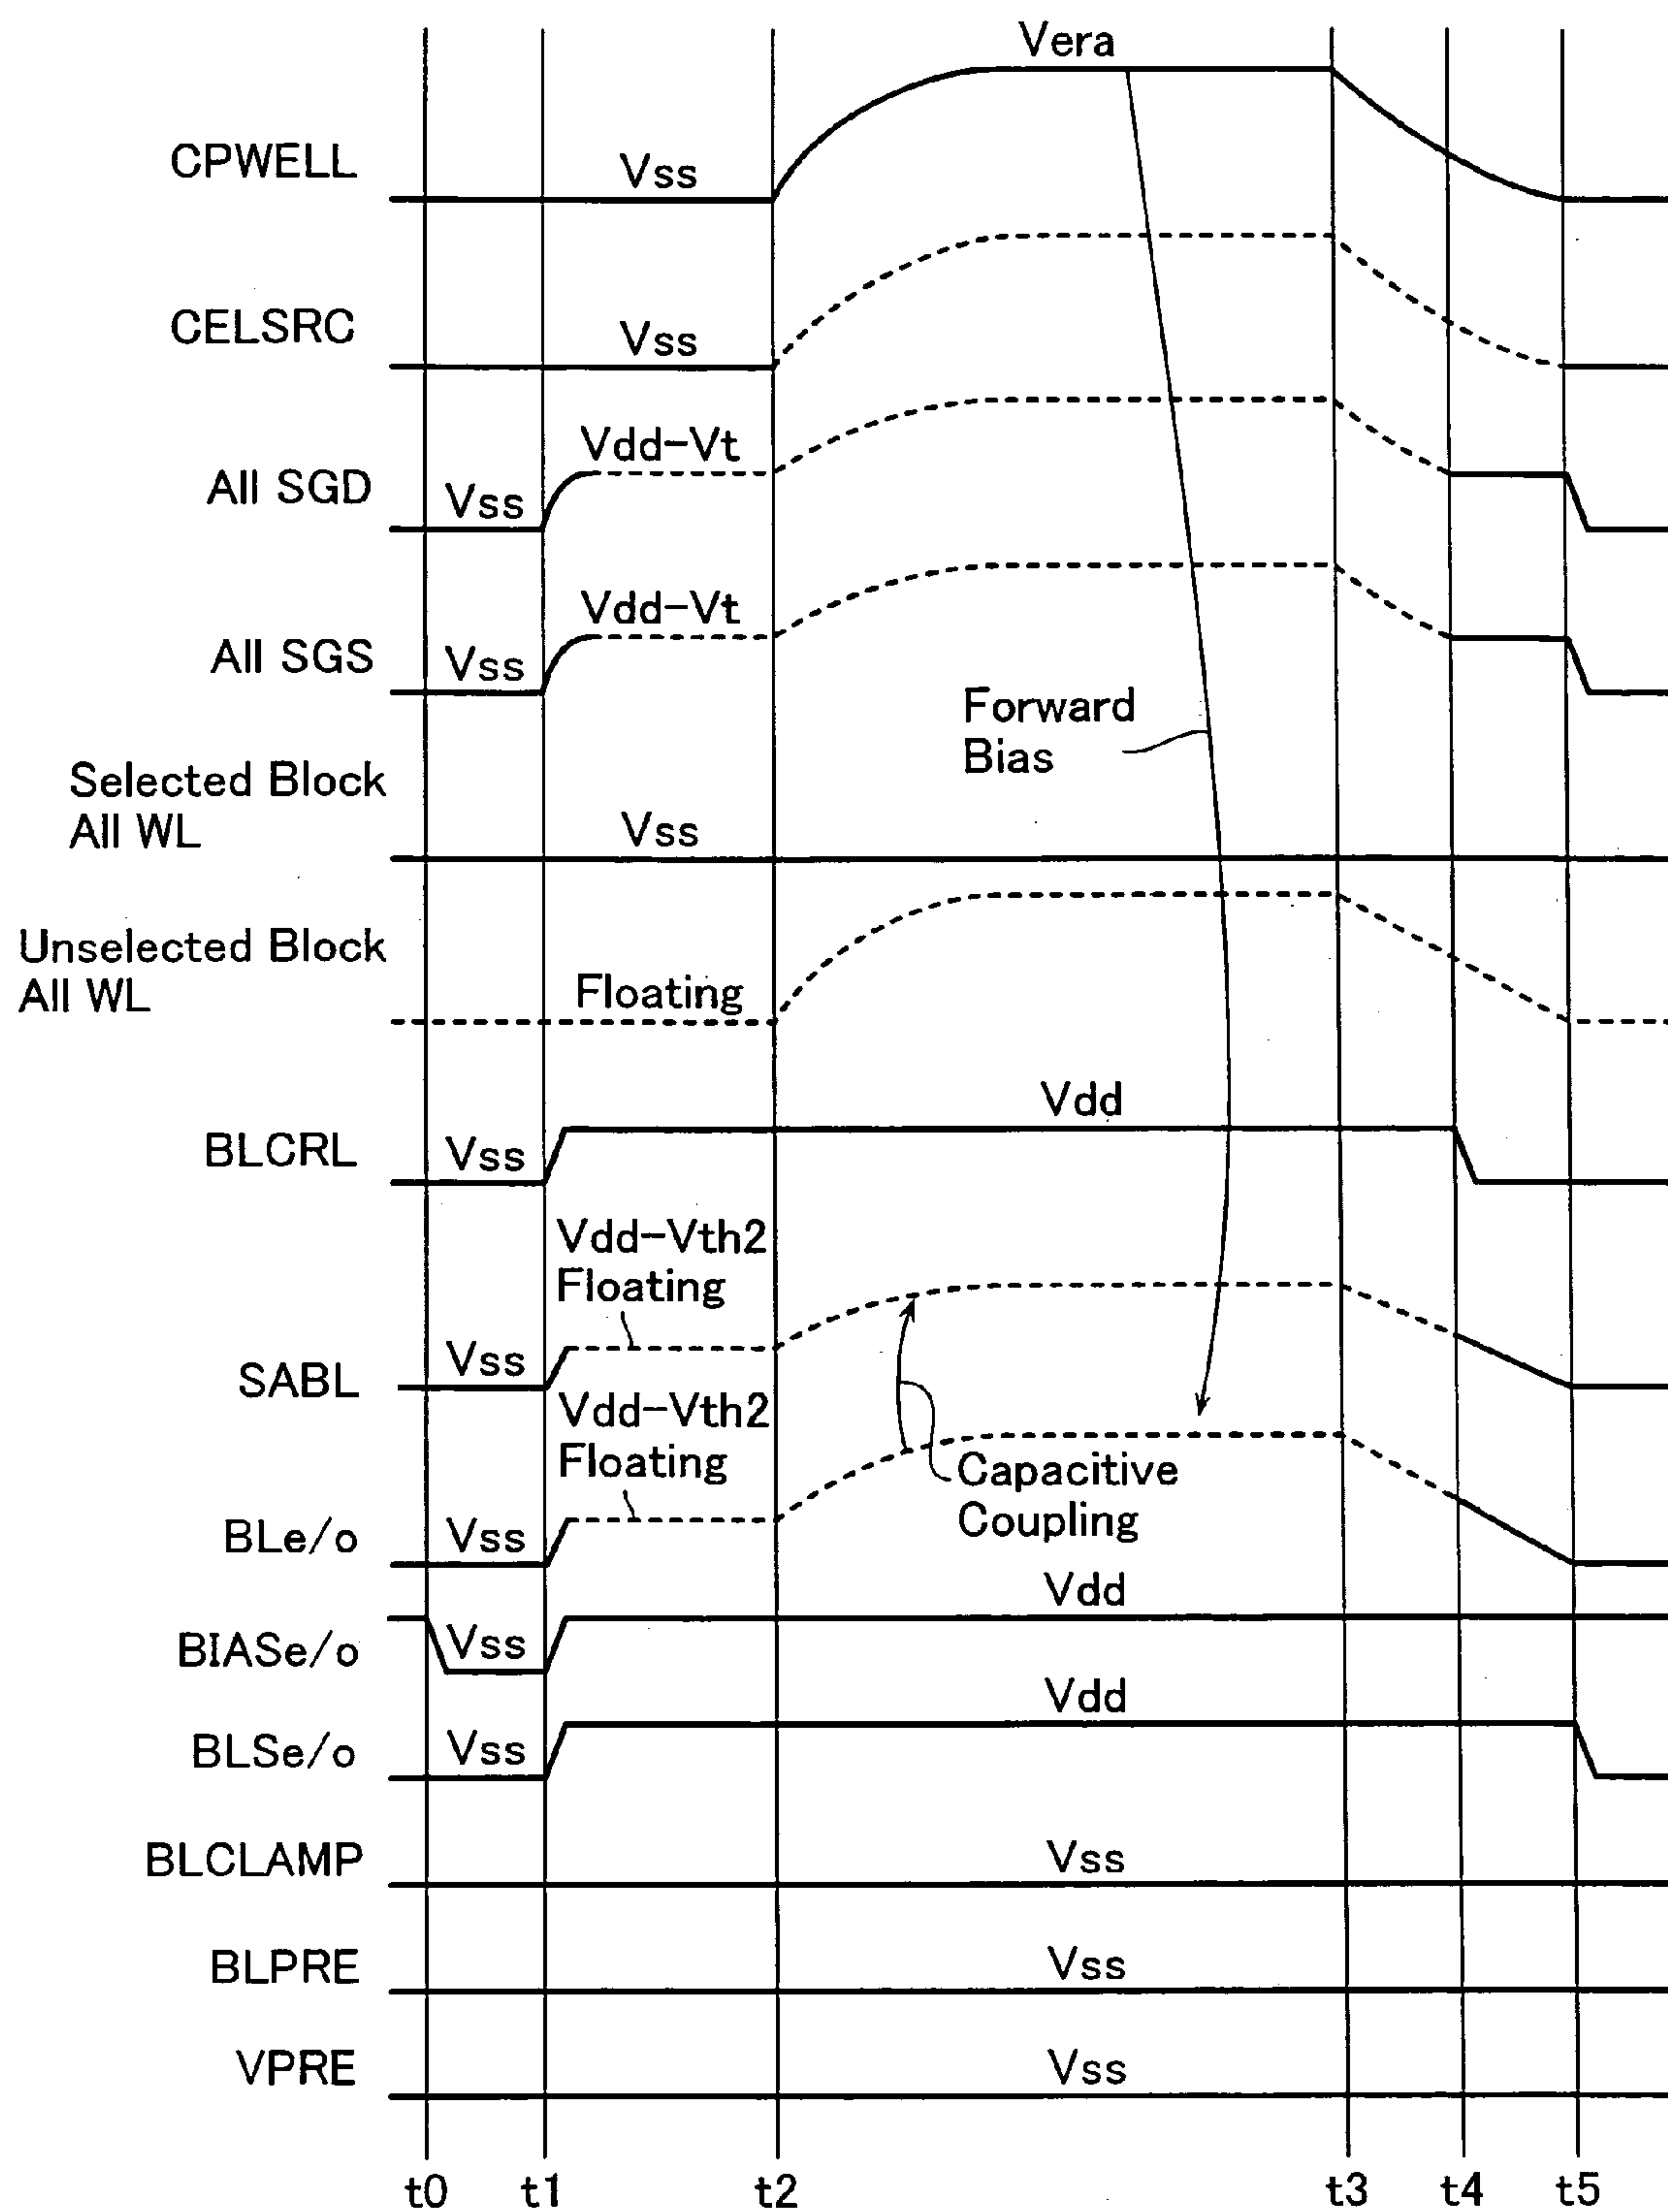 Vera
CPWELL
Vss
CELSRC
Vss
Vdd-Vt
All SGD
Vss
Vdd-Vt
All SGS
Vss
Forward
Bias
Selected Block
All WL
Vss
Unselected Block
All WL
Floating
Vdd
BLCRL
Vss
Vdd-Vth2
Floating
SABL
Vss
Vdd-Vth2
Floating
Capacitive
Coupling
BLe/o
Vss
Vdd
BIASe/o
Vss
Vdd
BLSe/o
Vss
BLCLAMP
Vss
BLPRE
Vss
VPRE
Vss
t0 t1 t2 t3 t4 t5